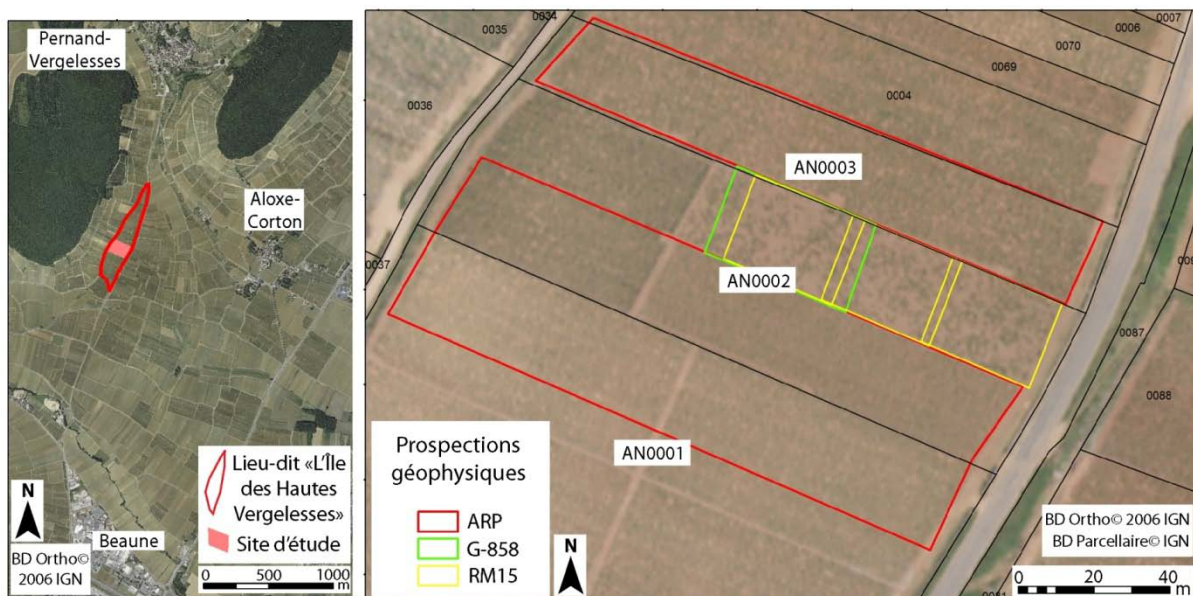 Pernand-
Vergelesses
Aloxe-
Corton
Beaune
N
BD Ortho©
2006 IGN
Lieu-dit «L'Île
des Hautes
Vergelesses»
Site d'étude
0 500 1000
m
0034
0035
0036
0037
0007
0006
0070
0069
0004
0087
0088
AN0003
AN0002
AN0001
Prospections
géophysiques
ARP
G-858
RM15
N
BD Ortho© 2006 IGN
BD Parcellaire© IGN
0 20 40
m